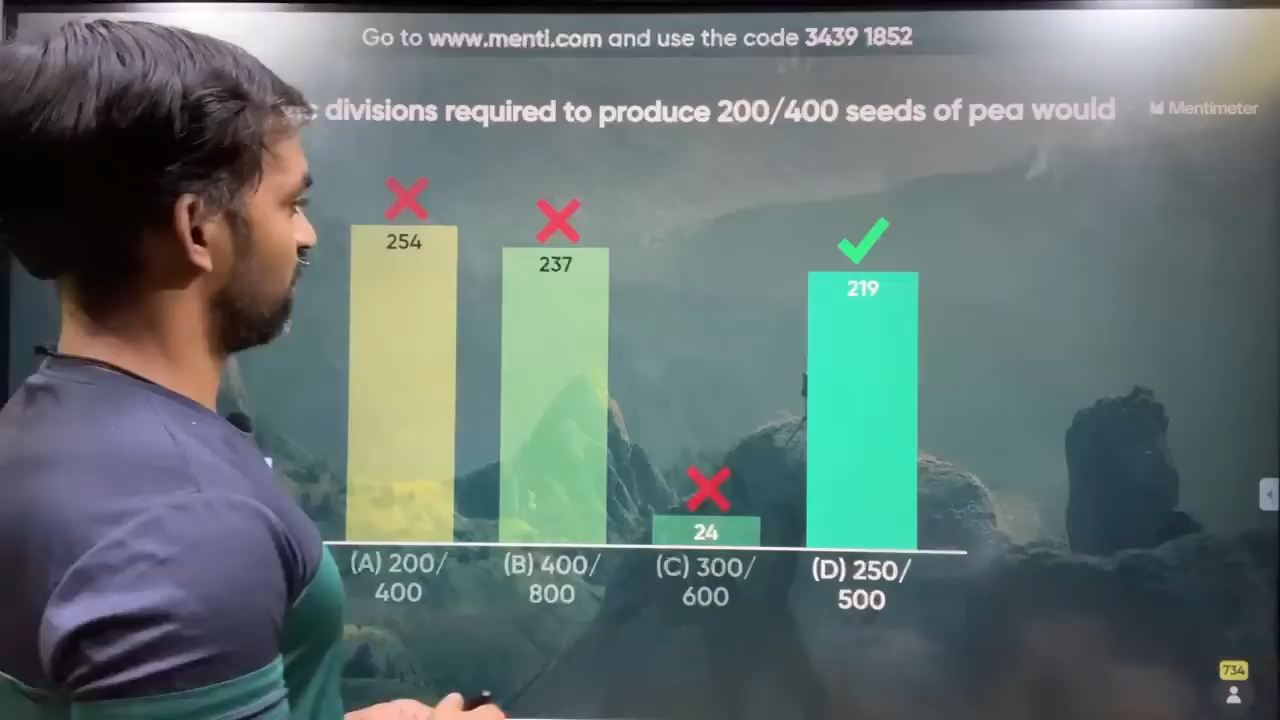 Go to www.menti.com and use the code 3439 1852
divisions required to produce 200/400 seeds of pea would
Mentimeter
254
237
219
24
(A) 200/
400
(B) 400/
800
(C) 300/
600
(D) 250/
500
734